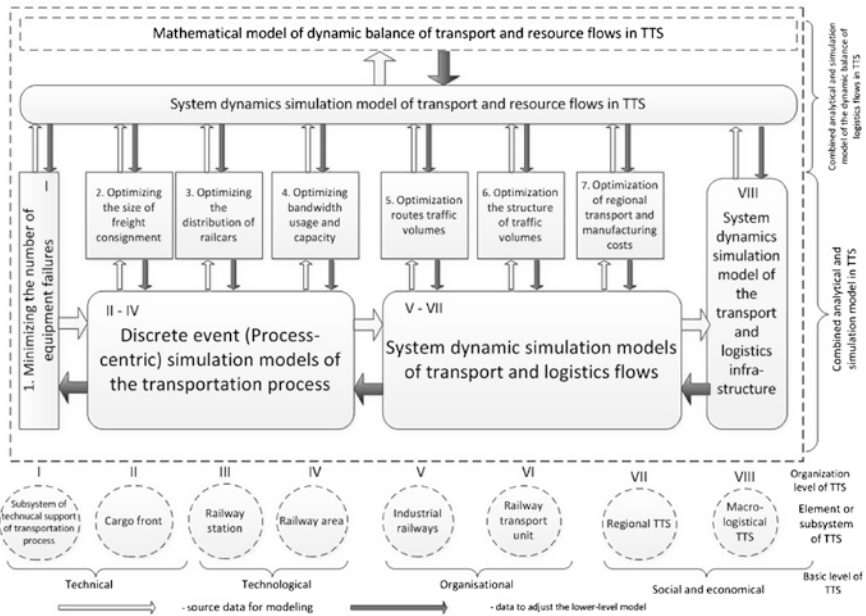 Mathematical model of dynamic balance of transport and resource flows in TTS
System dynamics simulation model of transport and resource flows in TTS
Combined analytical and simulation
model of the dynamic balance of
logistics flows in TTS
I
1. Minimizing the number of
equipment failures
2. Optimizing
the size of
freight
consignment
3. Optimizing
the
distribution of
railcars
4. Optimizing
bandwidth
usage and
capacity
5. Optimization
routes traffic
volumes
6. Optimization
the structure of
traffic volumes
7. Optimization
of regional
transport and
manufacturing
costs
VIII
System
dynamics
simulation
model of
the
transport
and
logistics
infra-
structure
Combined analytical and
simulation model in TTS
II - IV
Discrete event (Process-
centric) simulation models of
the transportation process
V - VII
System dynamic simulation models
of transport and logistics flows
I
II
III
IV
V
VI
VII
VIII
Organization
level of TTS
Subsystem of
technucal support
of transportation
process
Cargo front
Railway
station
Railway area
Industrial
railways
Railway
transport
unit
Regional TTS
Macro-
logistical
TTS
Element or
subsystem
of TTS
Technical
Technological
Organisational
Social and economical
Basic level of
TTS
- source data for modeling
- data to adjust the lower-level model